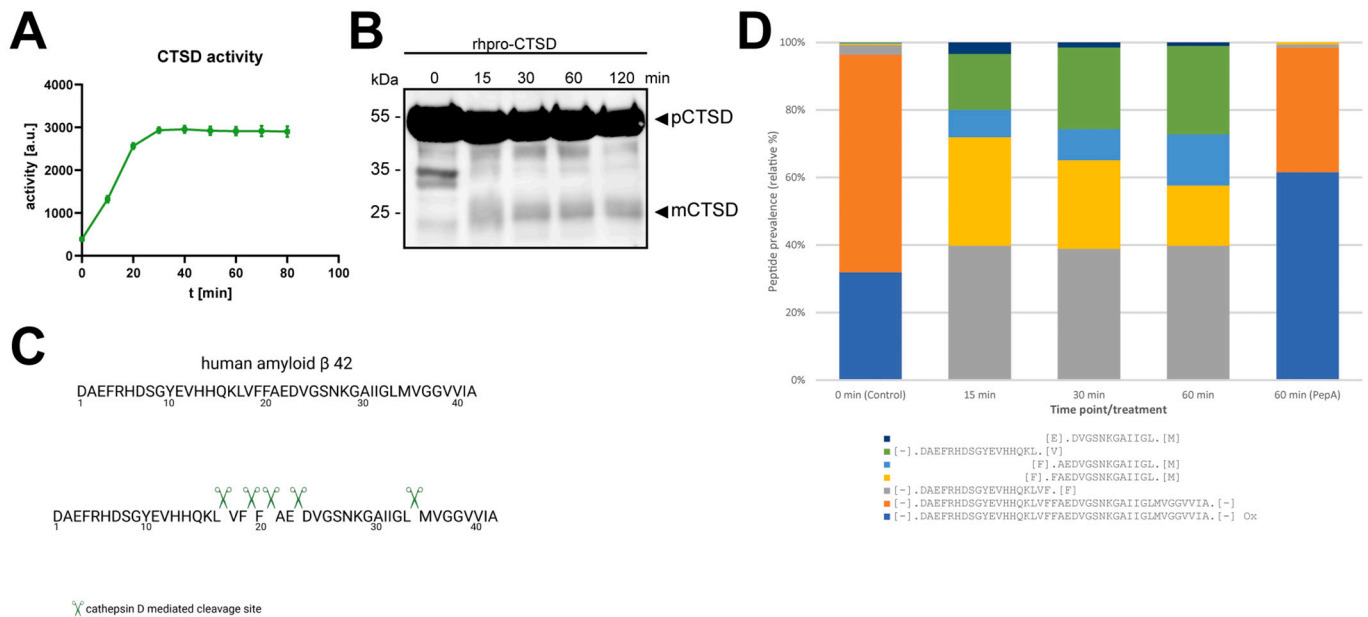 A
CTSD activity
activity [a.u.]
4000
3000
2000
1000
0
0 20 40 60 80 100
t [min]
B
rhpro-CTSD
kDa 0 15 30 60 120 min
55 -
pCTSD
35 -
25 -
mCTSD
C
human amyloid β 42
DAEFRHDSGYEVHHQKLVFFAEDVGSNKGAIIGLMVGGVVIA
1 10 20 30 40
DAEFRHDSGYEVHHQKL VF F AE DVGSNKGAIIGL MVGGVVIA
1 10 20 30 40
cathepsin D mediated cleavage site
D
Peptide prevalence (relative %)
100%
80%
60%
40%
20%
0%
0 min (Control) 15 min 30 min 60 min 60 min (PepA)
Time point/treatment
[E].DVGSNKGAIIGL.[M]
[-].DAEFRHDSGYEVHHQKL.[V]
[F].AEDVGSNKGAIIGL.[M]
[F].FAEDVGSNKGAIIGL.[M]
[-].DAEFRHDSGYEVHHQKLVF.[F]
[-].DAEFRHDSGYEVHHQKLVFFAEDVGSNKGAIIGLMVGGVVIA.[-]
[-].DAEFRHDSGYEVHHQKLVFFAEDVGSNKGAIIGLMVGGVVIA.[-] Ox